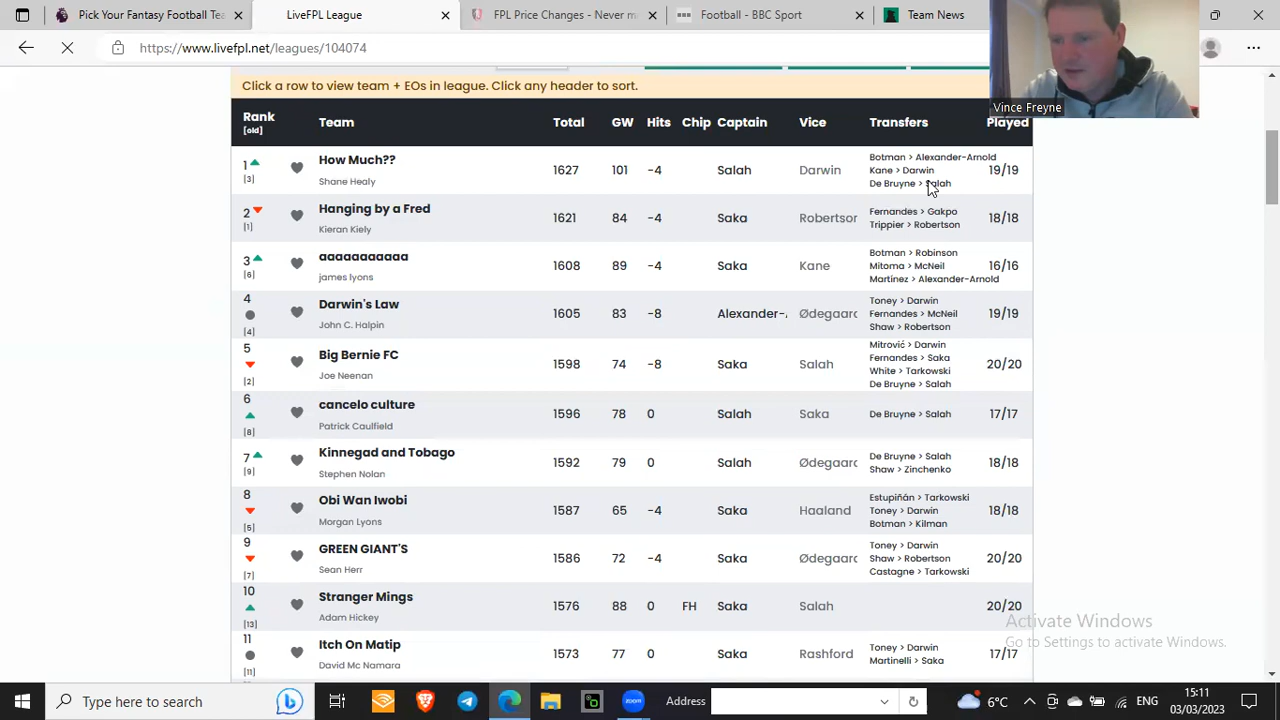 Pick Your Fantasy Football Tea
LiveFPL League
FPL Price Changes - Never m
Football - BBC Sport
Team News
https://www.livefpl.net/leagues/104074
Vince Freyne
Click a row to view team + EOs in league. Click any header to sort.
Rank [old] Team Total GW Hits Chip Captain Vice Transfers Played
1 [3] How Much?? Shane Healy 1627 101 -4 Salah Darwin 19/19
Botman > Alexander-Arnold
Kane > Darwin
De Bruyne > Salah
2 [1] Hanging by a Fred Kieran Kiely 1621 84 -4 Saka Robertsor 18/18
Fernandes > Gakpo
Trippier > Robertson
3 [6] aaaaaaaaaaa james lyons 1608 89 -4 Saka Kane 16/16
Botman > Robinson
Mitoma > McNeil
Martínez > Alexander-Arnold
4 [4] Darwin's Law John C. Halpin 1605 83 -8 Alexander- Ødegaarc 19/19
Toney > Darwin
Fernandes > McNeil
Shaw > Robertson
5 [2] Big Bernie FC Joe Neenan 1598 74 -8 Saka Salah 20/20
Mitrović > Darwin
Fernandes > Saka
White > Tarkowski
De Bruyne > Salah
6 [8] cancelo culture Patrick Caulfield 1596 78 0 Salah Saka 17/17
De Bruyne > Salah
7 [9] Kinnegad and Tobago Stephen Nolan 1592 79 0 Salah Ødegaarc 18/18
De Bruyne > Salah
Shaw > Zinchenko
8 [5] Obi Wan Iwobi Morgan Lyons 1587 65 -4 Saka Haaland 18/18
Estupiñán > Tarkowski
Toney > Darwin
Botman > Kilman
9 [7] GREEN GIANT'S Sean Herr 1586 72 -4 Saka Ødegaarc 20/20
Toney > Darwin
Shaw > Robertson
Castagne > Tarkowski
10 [13] Stranger Mings Adam Hickey 1576 88 0 FH Saka Salah 20/20
11 [11] Itch On Matip David Mc Namara 1573 77 0 Saka Rashford 17/17
Toney > Darwin
Martinelli > Saka
Activate Windows
Go to Settings to activate Windows.
Type here to search
Address
6°C
ENG
15:11
03/03/2023